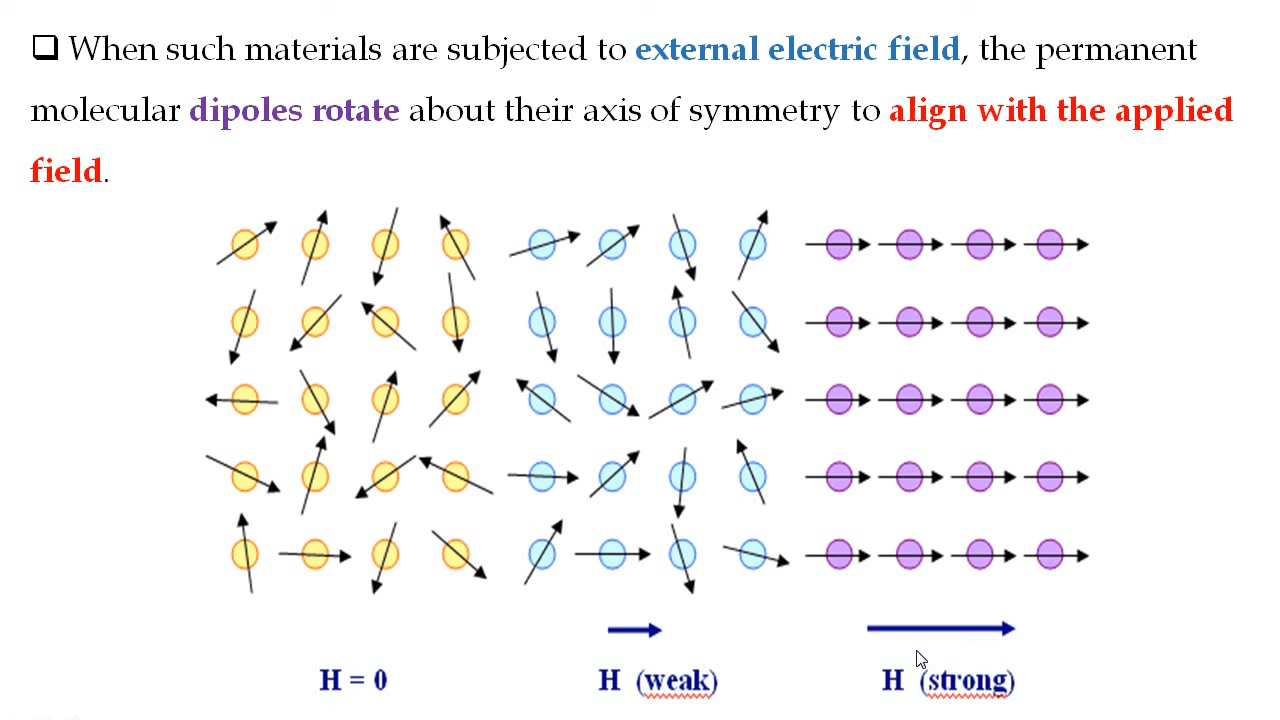 ❑ When such materials are subjected to external electric field, the permanent
molecular dipoles rotate about their axis of symmetry to align with the applied
field.
H = 0 H (weak) H (strong)